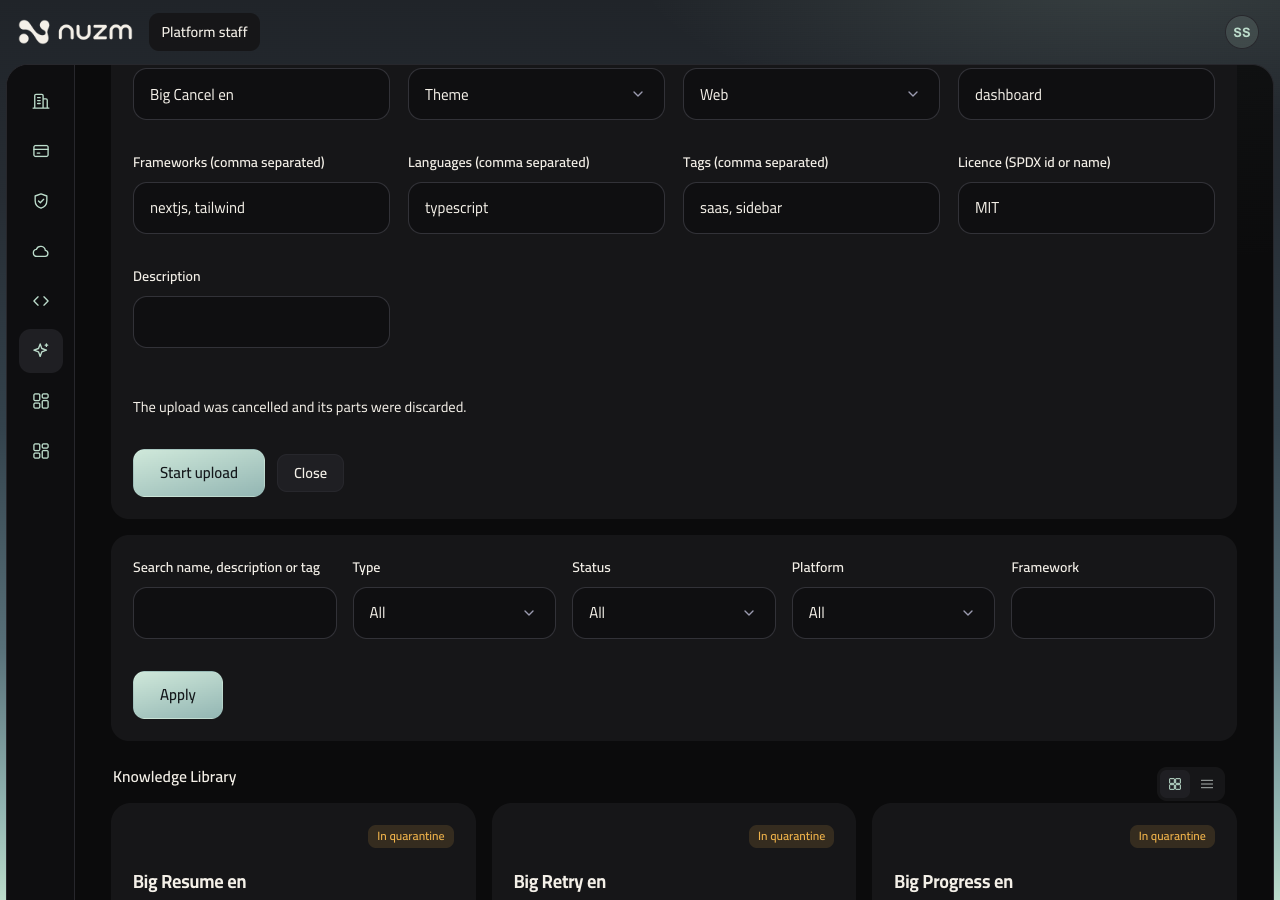 nuzm
Platform staff
SS
Big Cancel en
Theme
Web
dashboard
Frameworks (comma separated)
Languages (comma separated)
Tags (comma separated)
Licence (SPDX id or name)
nextjs, tailwind
typescript
saas, sidebar
MIT
Description
The upload was cancelled and its parts were discarded.
Start upload
Close
Search name, description or tag
Type
Status
Platform
Framework
All
All
All
Apply
Knowledge Library
In quarantine
In quarantine
In quarantine
Big Resume en
Big Retry en
Big Progress en